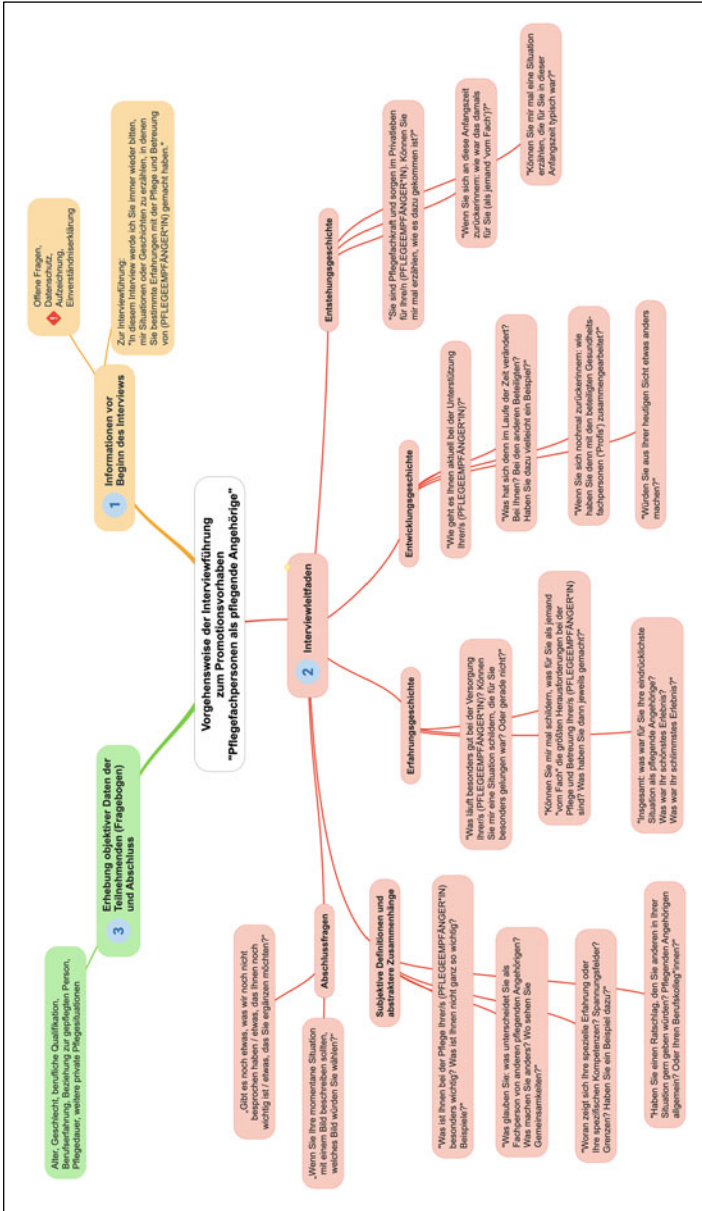 Vorgehensweise der Interviewführung
zum Promotionsvorhaben
"Pflegefachpersonen als pflegende Angehörige"
1
Informationen vor
Beginn des Interviews
Offene Fragen,
Datenschutz,
Aufzeichnung,
Einverständniserklärung
Zur Interviewführung:
"In diesem Interview werde ich Sie immer wieder bitten,
mir Situationen oder Geschichten zu erzählen, in denen
Sie bestimmte Erfahrungen mit der Pflege und Betreuung
von (PFLEGEEMPFÄNGER*IN) gemacht haben."
2
Interviewleitfaden
Entstehungsgeschichte
"Sie sind Pflegefachkraft und sorgen im Privatleben
für Ihre/n (PFLEGEEMPFÄNGER*IN). Können Sie
mir mal erzählen, wie es dazu gekommen ist?"
"Wenn Sie sich an diese Anfangszeit
zurückerinnern: wie war das damals
für Sie (als jemand 'vom Fach')?"
"Können Sie mir mal eine Situation
erzählen, die für Sie in dieser
Anfangszeit typisch war?"
Entwicklungsgeschichte
"Wie geht es Ihnen aktuell bei der Unterstützung
Ihrer/s (PFLEGEEMPFÄNGER*IN)?"
"Was hat sich denn im Laufe der Zeit verändert?
Bei Ihnen? Bei den anderen Beteiligten?
Haben Sie dazu vielleicht ein Beispiel?"
"Wenn Sie sich nochmal zurückerinnern: wie
haben Sie denn mit den beteiligten Gesundheits-
fachpersonen ('Profis') zusammengearbeitet?"
"Würden Sie aus Ihrer heutigen Sicht etwas anders
machen?"
Erfahrungsgeschichte
"Was läuft besonders gut bei der Versorgung
Ihrer/s (PFLEGEEMPFÄNGER*IN)? Können
Sie mir eine Situation schildern, die für Sie
besonders gelungen war? Oder gerade nicht?"
"Können Sie mir mal schildern, was für Sie als jemand
"vom Fach" die größten Herausforderungen bei der
Pflege und Betreuung Ihrer/s (PFLEGEEMPFÄNGER*IN)
sind? Was haben Sie dann jeweils gemacht?"
"Insgesamt: was war für Sie Ihre eindrücklichste
Situation als pflegende Angehörige?
Was war Ihr schönstes Erlebnis?
Was war Ihr schlimmstes Erlebnis?"
Subjektive Definitionen und
abstraktere Zusammenhänge
"Was ist Ihnen bei der Pflege Ihrer/s (PFLEGEEMPFÄNGER*IN)
besonders wichtig? Was ist Ihnen nicht ganz so wichtig?
Beispiele?"
"Was glauben Sie: was unterscheidet Sie als
Fachperson von anderen pflegenden Angehörigen?
Was machen Sie anders? Wo sehen Sie
Gemeinsamkeiten?"
"Woran zeigt sich Ihre spezielle Erfahrung oder
Ihre spezifischen Kompetenzen? Spannungsfelder?
Grenzen? Haben Sie ein Beispiel dazu?"
"Haben Sie einen Ratschlag, den Sie anderen in Ihrer
Situation gern geben würden? Pflegenden Angehörigen
allgemein? Oder Ihren Berufskolleg*innen?"
Abschlussfragen
„Gibt es noch etwas, was wir noch nicht
besprochen haben / etwas, das Ihnen noch
wichtig ist / etwas, das Sie ergänzen möchten?"
„Wenn Sie Ihre momentane Situation
mit einem Bild beschreiben sollten,
welches Bild würden Sie wählen?"
3
Erhebung objektiver Daten der
Teilnehmenden (Fragebogen)
und Abschluss
Alter, Geschlecht, berufliche Qualifikation,
Berufserfahrung, Beziehung zur gepflegten Person,
Pflegedauer, weitere private Pflegesituationen